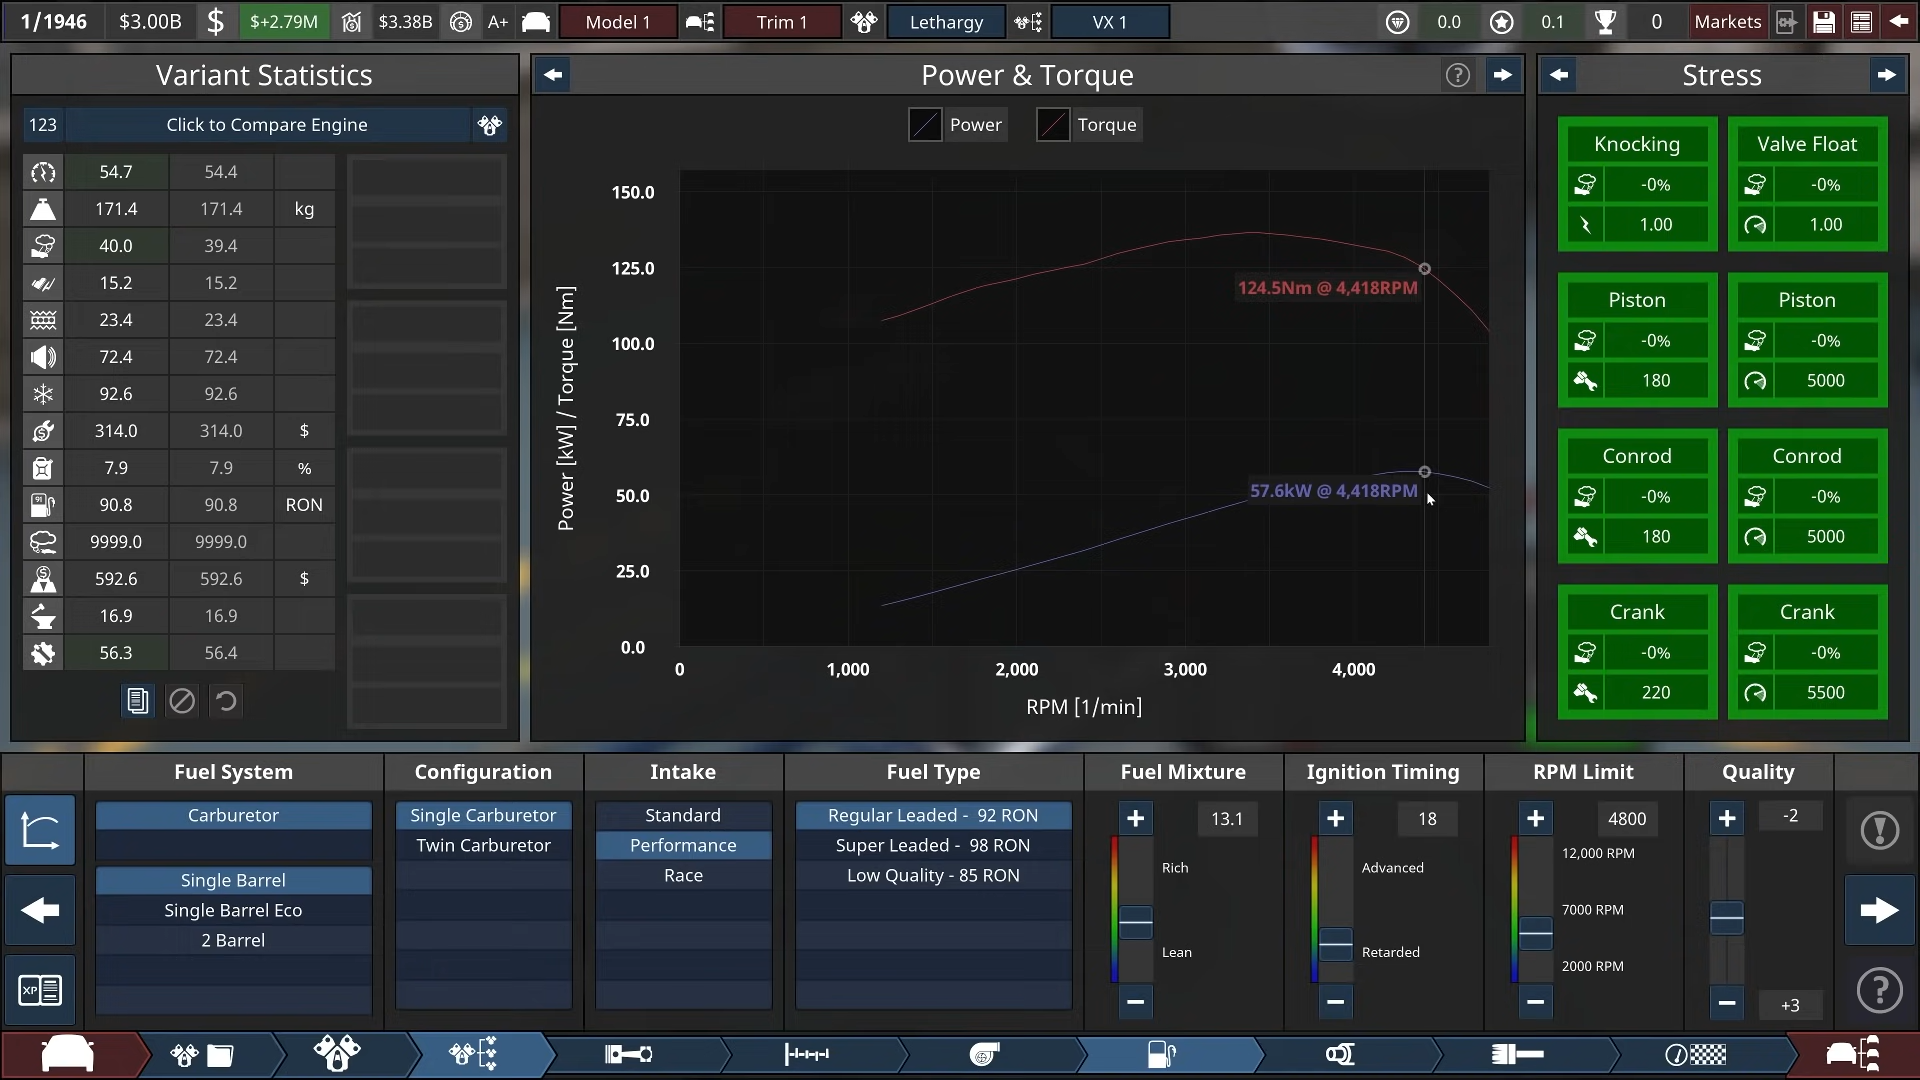 1/1946
$3.00B
$+2.79M
$3.38B
A+
Model 1
Trim 1
Lethargy
VX 1
0.0
0.1
0
Markets
Variant Statistics
123
Click to Compare Engine
54.7 54.4
171.4 171.4 kg
40.0 39.4
15.2 15.2
23.4 23.4
72.4 72.4
92.6 92.6
314.0 314.0 $
7.9 7.9 %
90.8 90.8 RON
9999.0 9999.0
592.6 592.6 $
16.9 16.9
56.3 56.4
Power & Torque
?
Power
Torque
Power [kW] / Torque [Nm]
150.0
125.0
100.0
75.0
50.0
25.0
0.0
124.5Nm @ 4,418RPM
57.6kW @ 4,418RPM
0 1,000 2,000 3,000 4,000
RPM [1/min]
Stress
Knocking
-0%
1.00
Valve Float
-0%
1.00
Piston
-0%
180
Piston
-0%
5000
Conrod
-0%
180
Conrod
-0%
5000
Crank
-0%
220
Crank
-0%
5500
Fuel System
Carburetor
Single Barrel
Single Barrel Eco
2 Barrel
XP
Configuration
Single Carburetor
Twin Carburetor
Intake
Standard
Performance
Race
Fuel Type
Regular Leaded - 92 RON
Super Leaded - 98 RON
Low Quality - 85 RON
Fuel Mixture
+
13.1
Rich
Lean
−
Ignition Timing
+
18
Advanced
Retarded
−
RPM Limit
+
4800
12,000 RPM
7000 RPM
2000 RPM
−
Quality
+
-2
−
+3
!
?